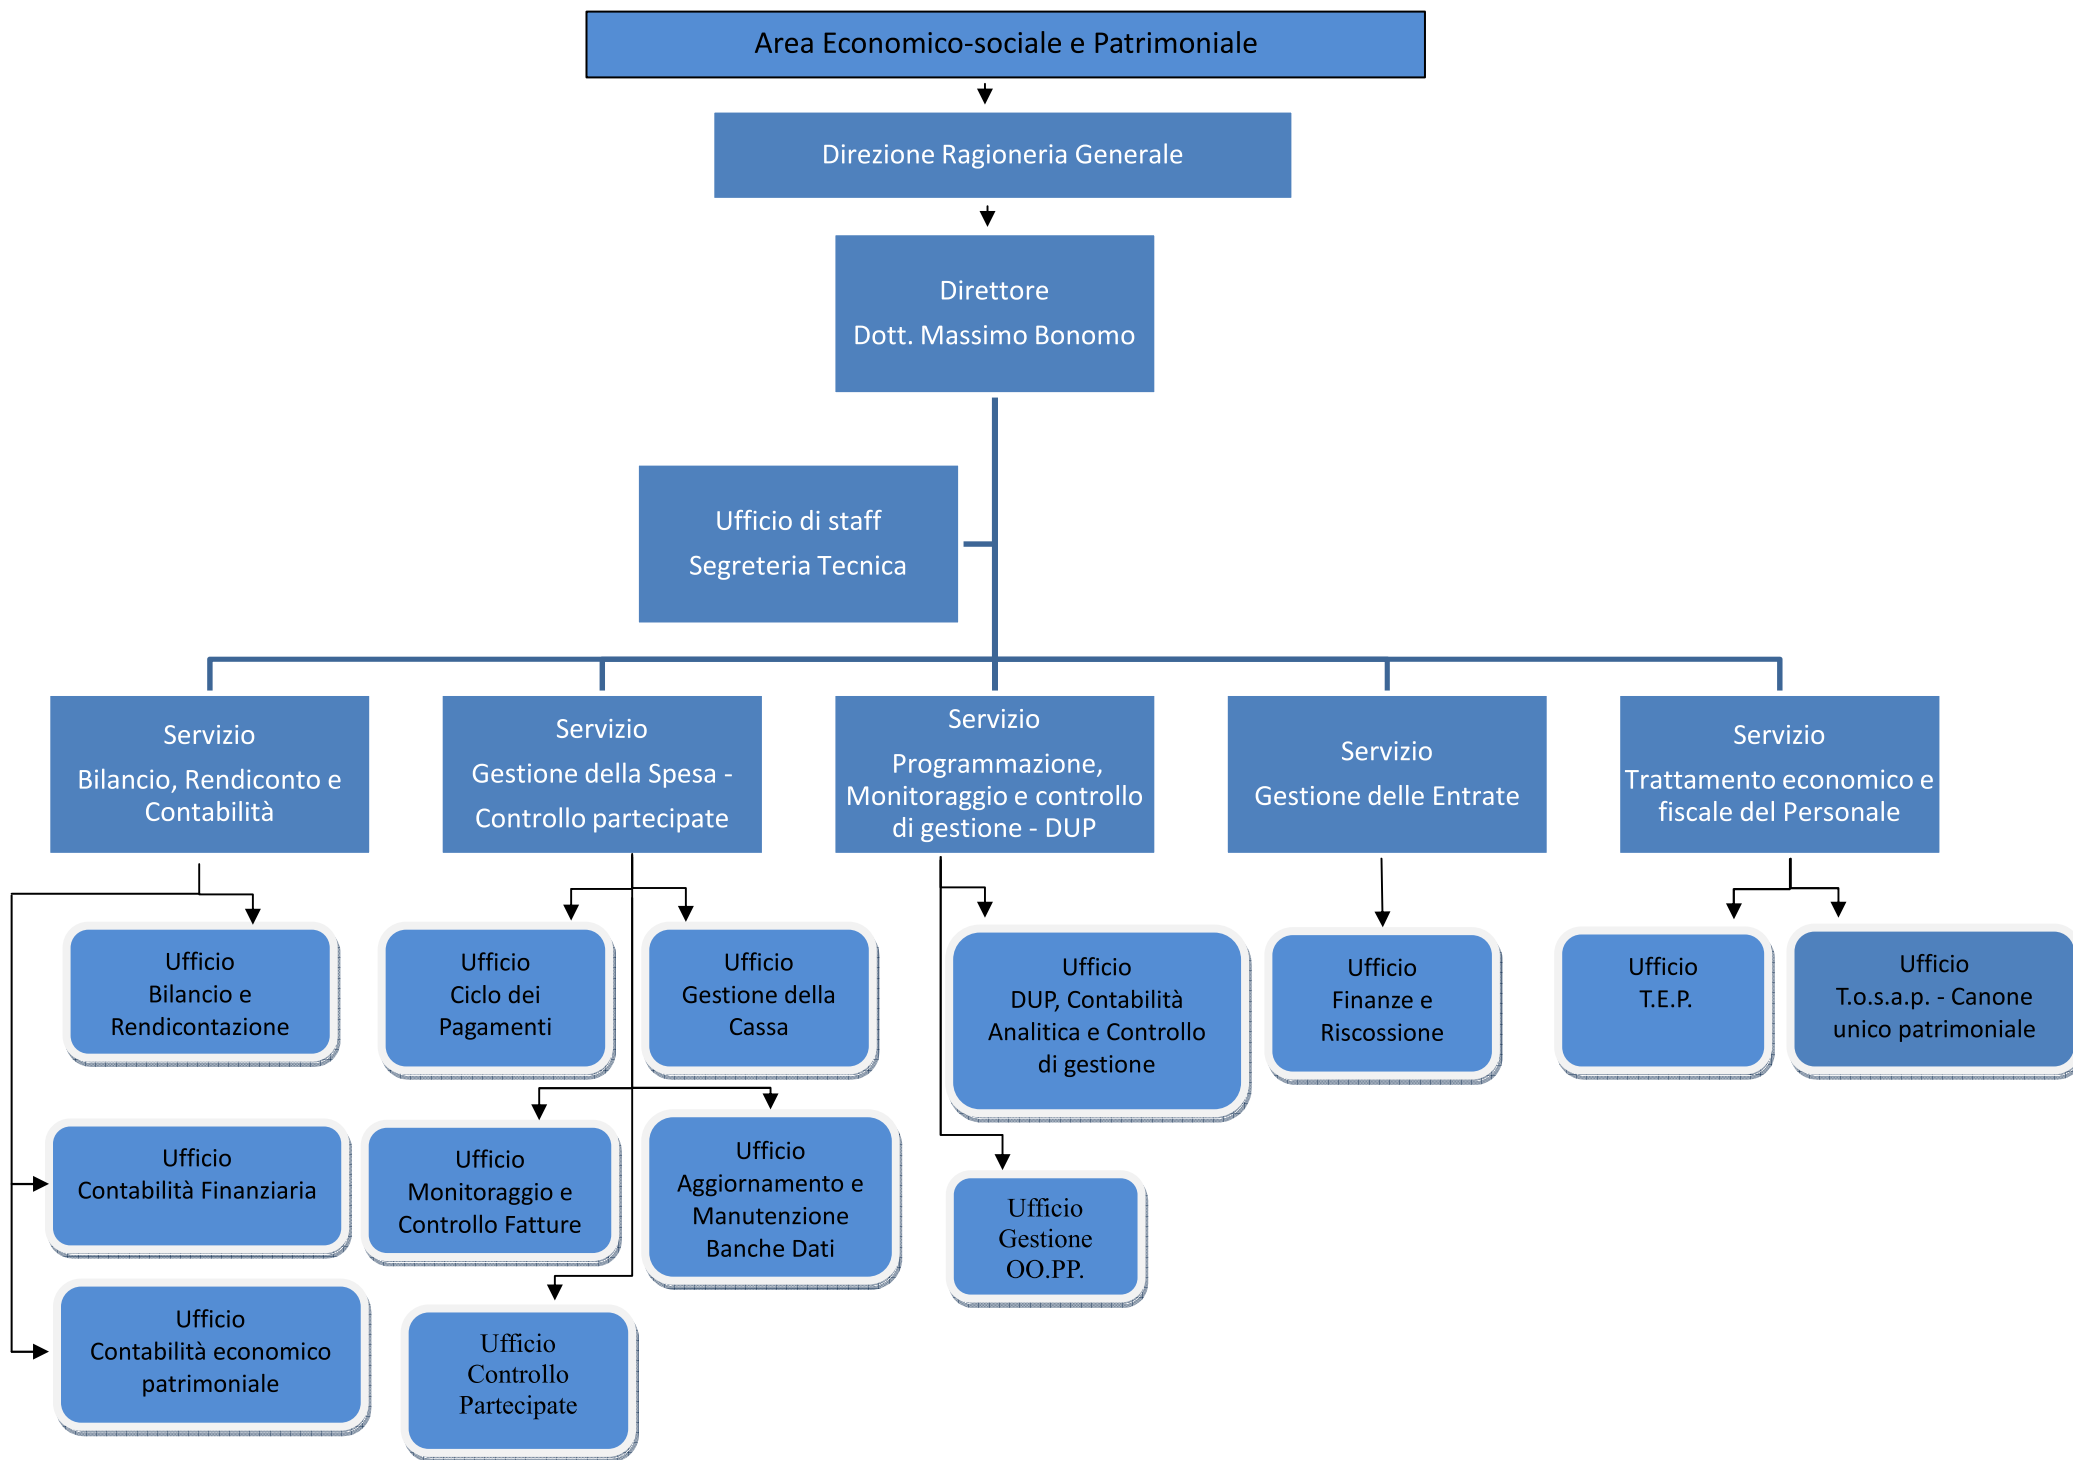 Area Economico-sociale e Patrimoniale
Direzione Ragioneria Generale
Direttore
Dott. Massimo Bonomo
Ufficio di staff
Segreteria Tecnica
Servizio
Bilancio, Rendiconto e
Contabilità
Servizio
Gestione della Spesa -
Controllo partecipate
Servizio
Programmazione,
Monitoraggio e controllo
di gestione - DUP
Servizio
Gestione delle Entrate
Servizio
Trattamento economico e
fiscale del Personale
Ufficio
Bilancio e
Rendicontazione
Ufficio
Ciclo dei
Pagamenti
Ufficio
Gestione della
Cassa
Ufficio
DUP, Contabilità
Analitica e Controllo
di gestione
Ufficio
Finanze e
Riscossione
Ufficio
T.E.P.
Ufficio
T.o.s.a.p. - Canone
unico patrimoniale
Ufficio
Contabilità Finanziaria
Ufficio
Monitoraggio e
Controllo Fatture
Ufficio
Aggiornamento e
Manutenzione
Banche Dati
Ufficio
Gestione
OO.PP.
Ufficio
Contabilità economico
patrimoniale
Ufficio
Controllo
Partecipate